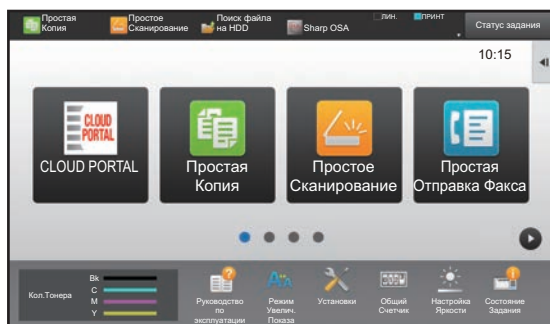 Простая
Копия
Простое
Сканирование
Поиск файла
на HDD
Sharp OSA
ЛИН.
ПРИНТ
Статус задания
10:15
CLOUD
PORTAL
CLOUD PORTAL
Простая
Копия
Простое
Сканирование
Простая
Отправка Факса
Кол.Тонера
Bk
C
M
Y
Руководство
по
эксплуатации
Режим
Увелич.
Показа
Установки
Общий
Счетчик
Настройка
Яркости
Состояние
Задания